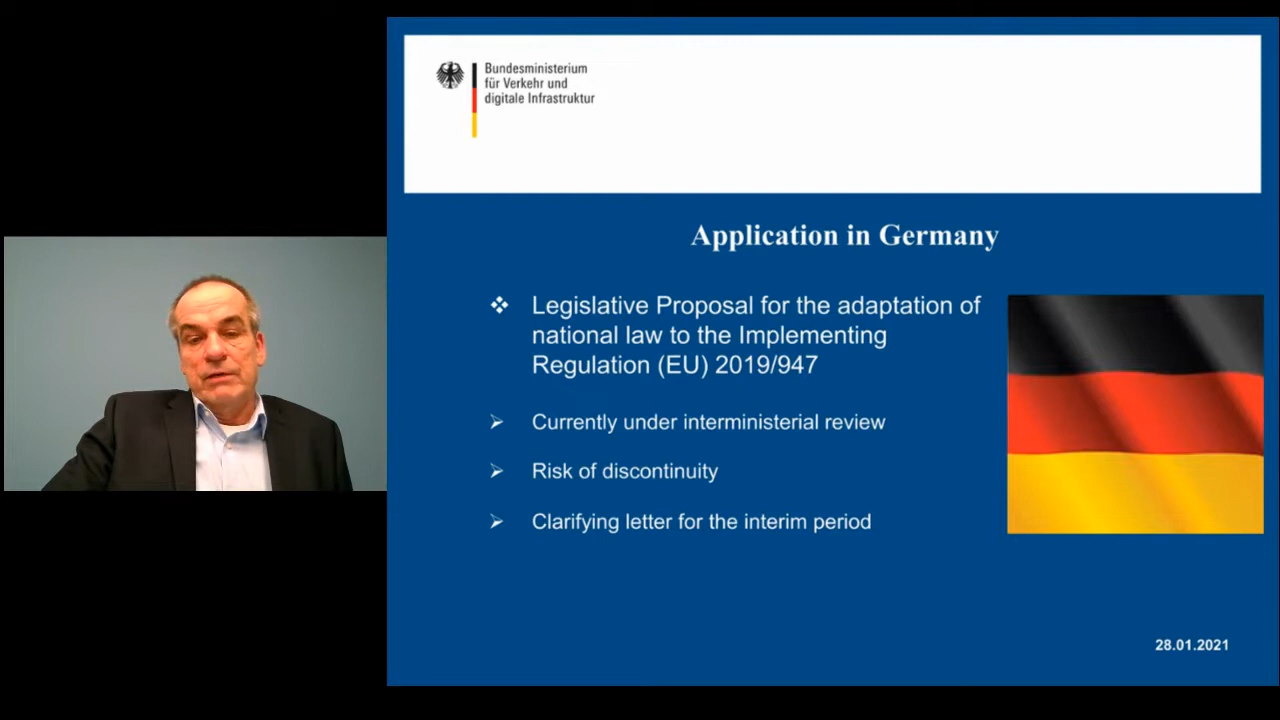 Bundesministerium
für Verkehr und
digitale Infrastruktur
Application in Germany
❖ Legislative Proposal for the adaptation of
national law to the Implementing
Regulation (EU) 2019/947
➢ Currently under interministerial review
➢ Risk of discontinuity
➢ Clarifying letter for the interim period
28.01.2021